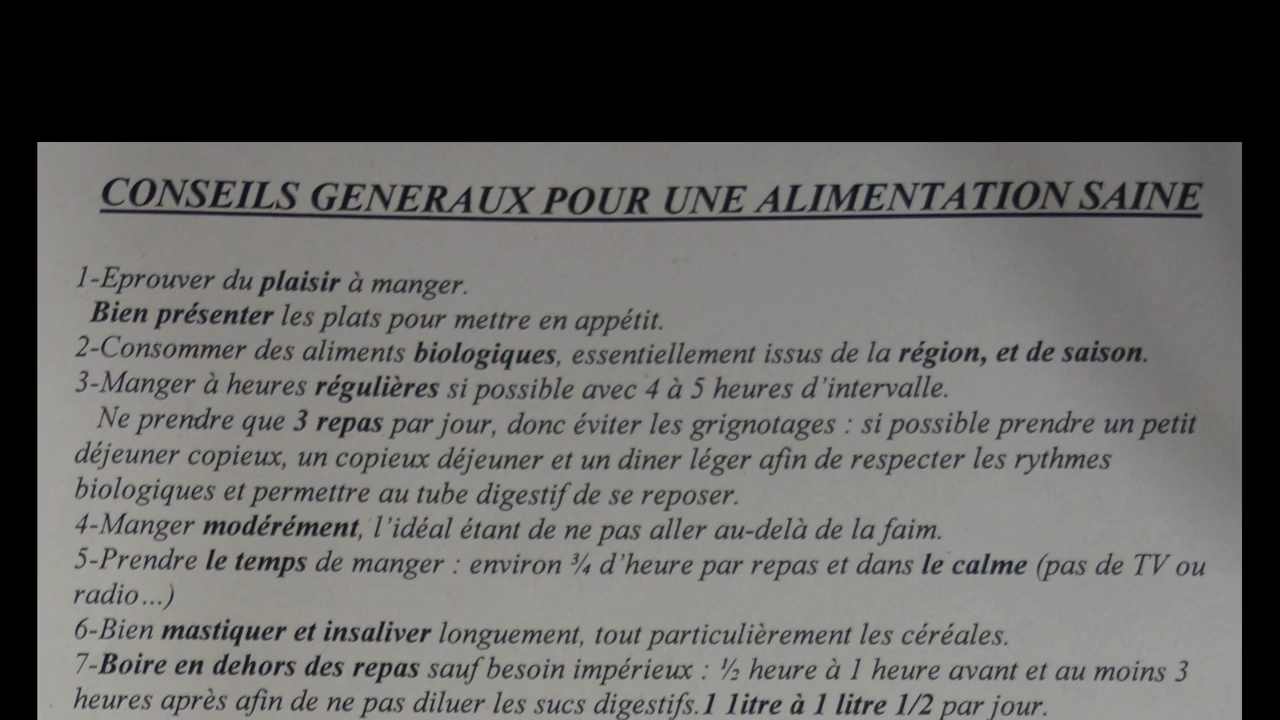 CONSEILS GENERAUX POUR UNE ALIMENTATION SAINE
1-Eprouver du plaisir à manger.
Bien présenter les plats pour mettre en appétit.
2-Consommer des aliments biologiques, essentiellement issus de la région, et de saison.
3-Manger à heures régulières si possible avec 4 à 5 heures d'intervalle.
Ne prendre que 3 repas par jour, donc éviter les grignotages : si possible prendre un petit
déjeuner copieux, un copieux déjeuner et un diner léger afin de respecter les rythmes
biologiques et permettre au tube digestif de se reposer.
4-Manger modérément, l'idéal étant de ne pas aller au-delà de la faim.
5-Prendre le temps de manger : environ ¾ d'heure par repas et dans le calme (pas de TV ou
radio...)
6-Bien mastiquer et insaliver longuement, tout particulièrement les céréales.
7-Boire en dehors des repas sauf besoin impérieux : ½ heure à 1 heure avant et au moins 3
heures après afin de ne pas diluer les sucs digestifs.1 1itre à 1 litre 1/2 par jour.